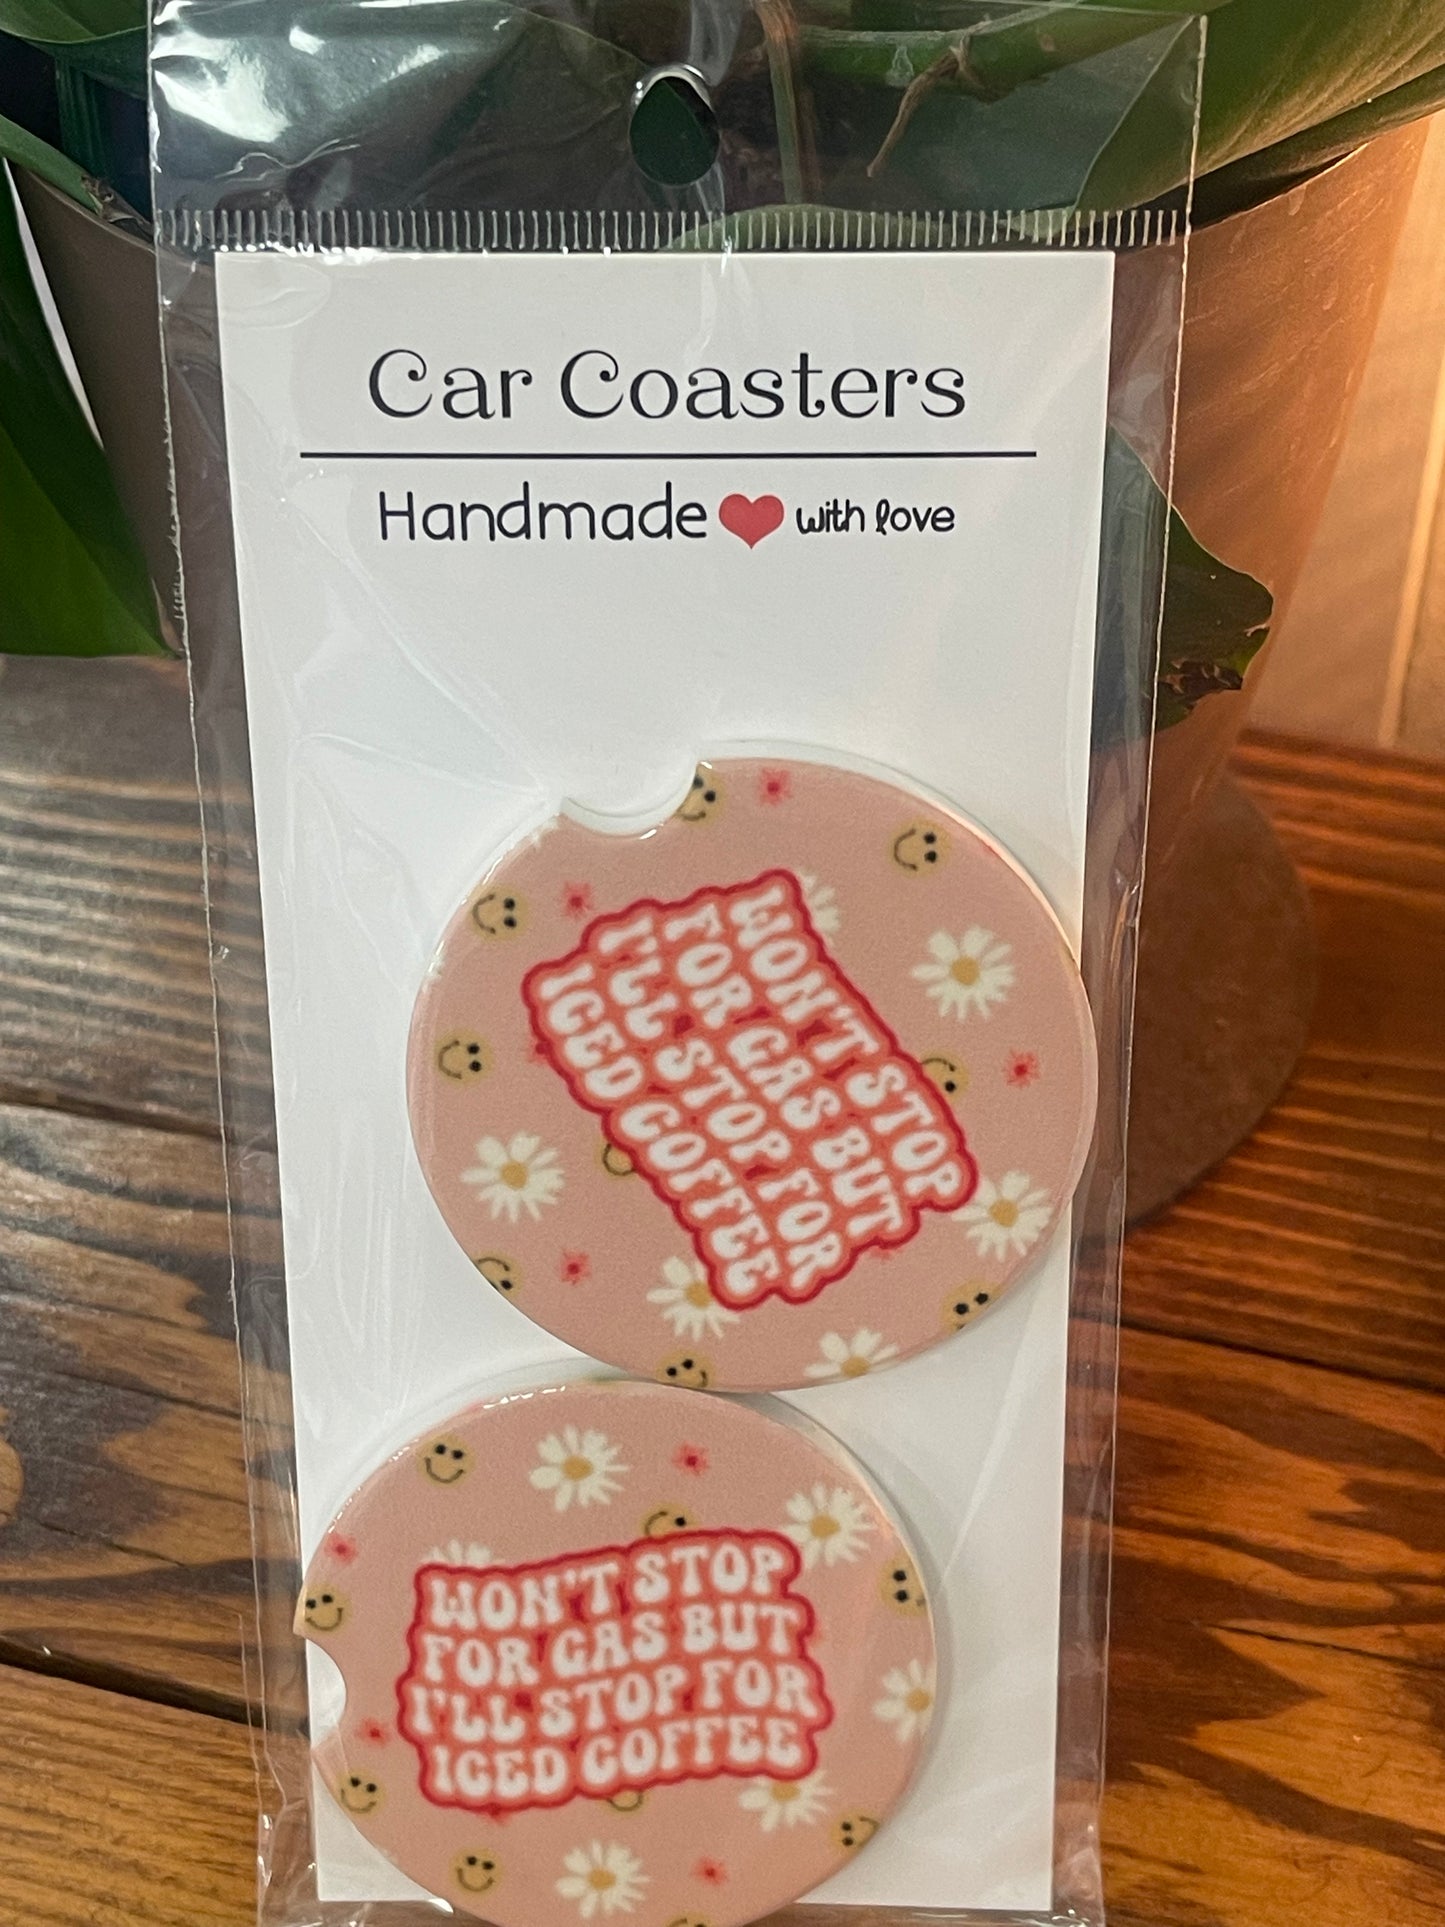 Car Coasters
Handmade with love
WON'T STOP
FOR GAS BUT
I'LL STOP FOR
ICED COFFEE
WON'T STOP
FOR GAS BUT
I'LL STOP FOR
ICED COFFEE